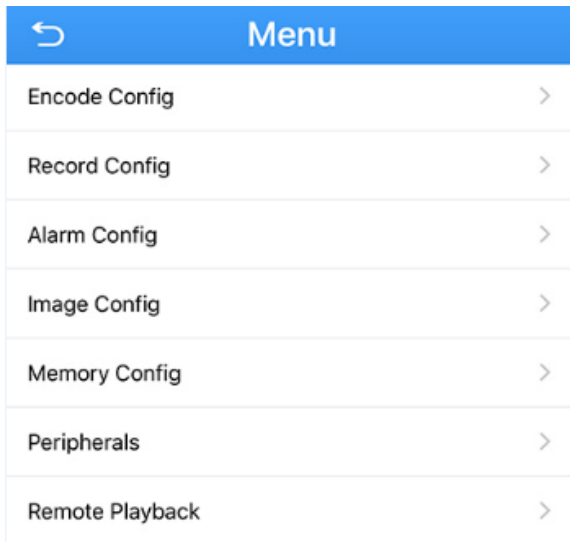 Menu
Encode Config
Record Config
Alarm Config
Image Config
Memory Config
Peripherals
Remote Playback